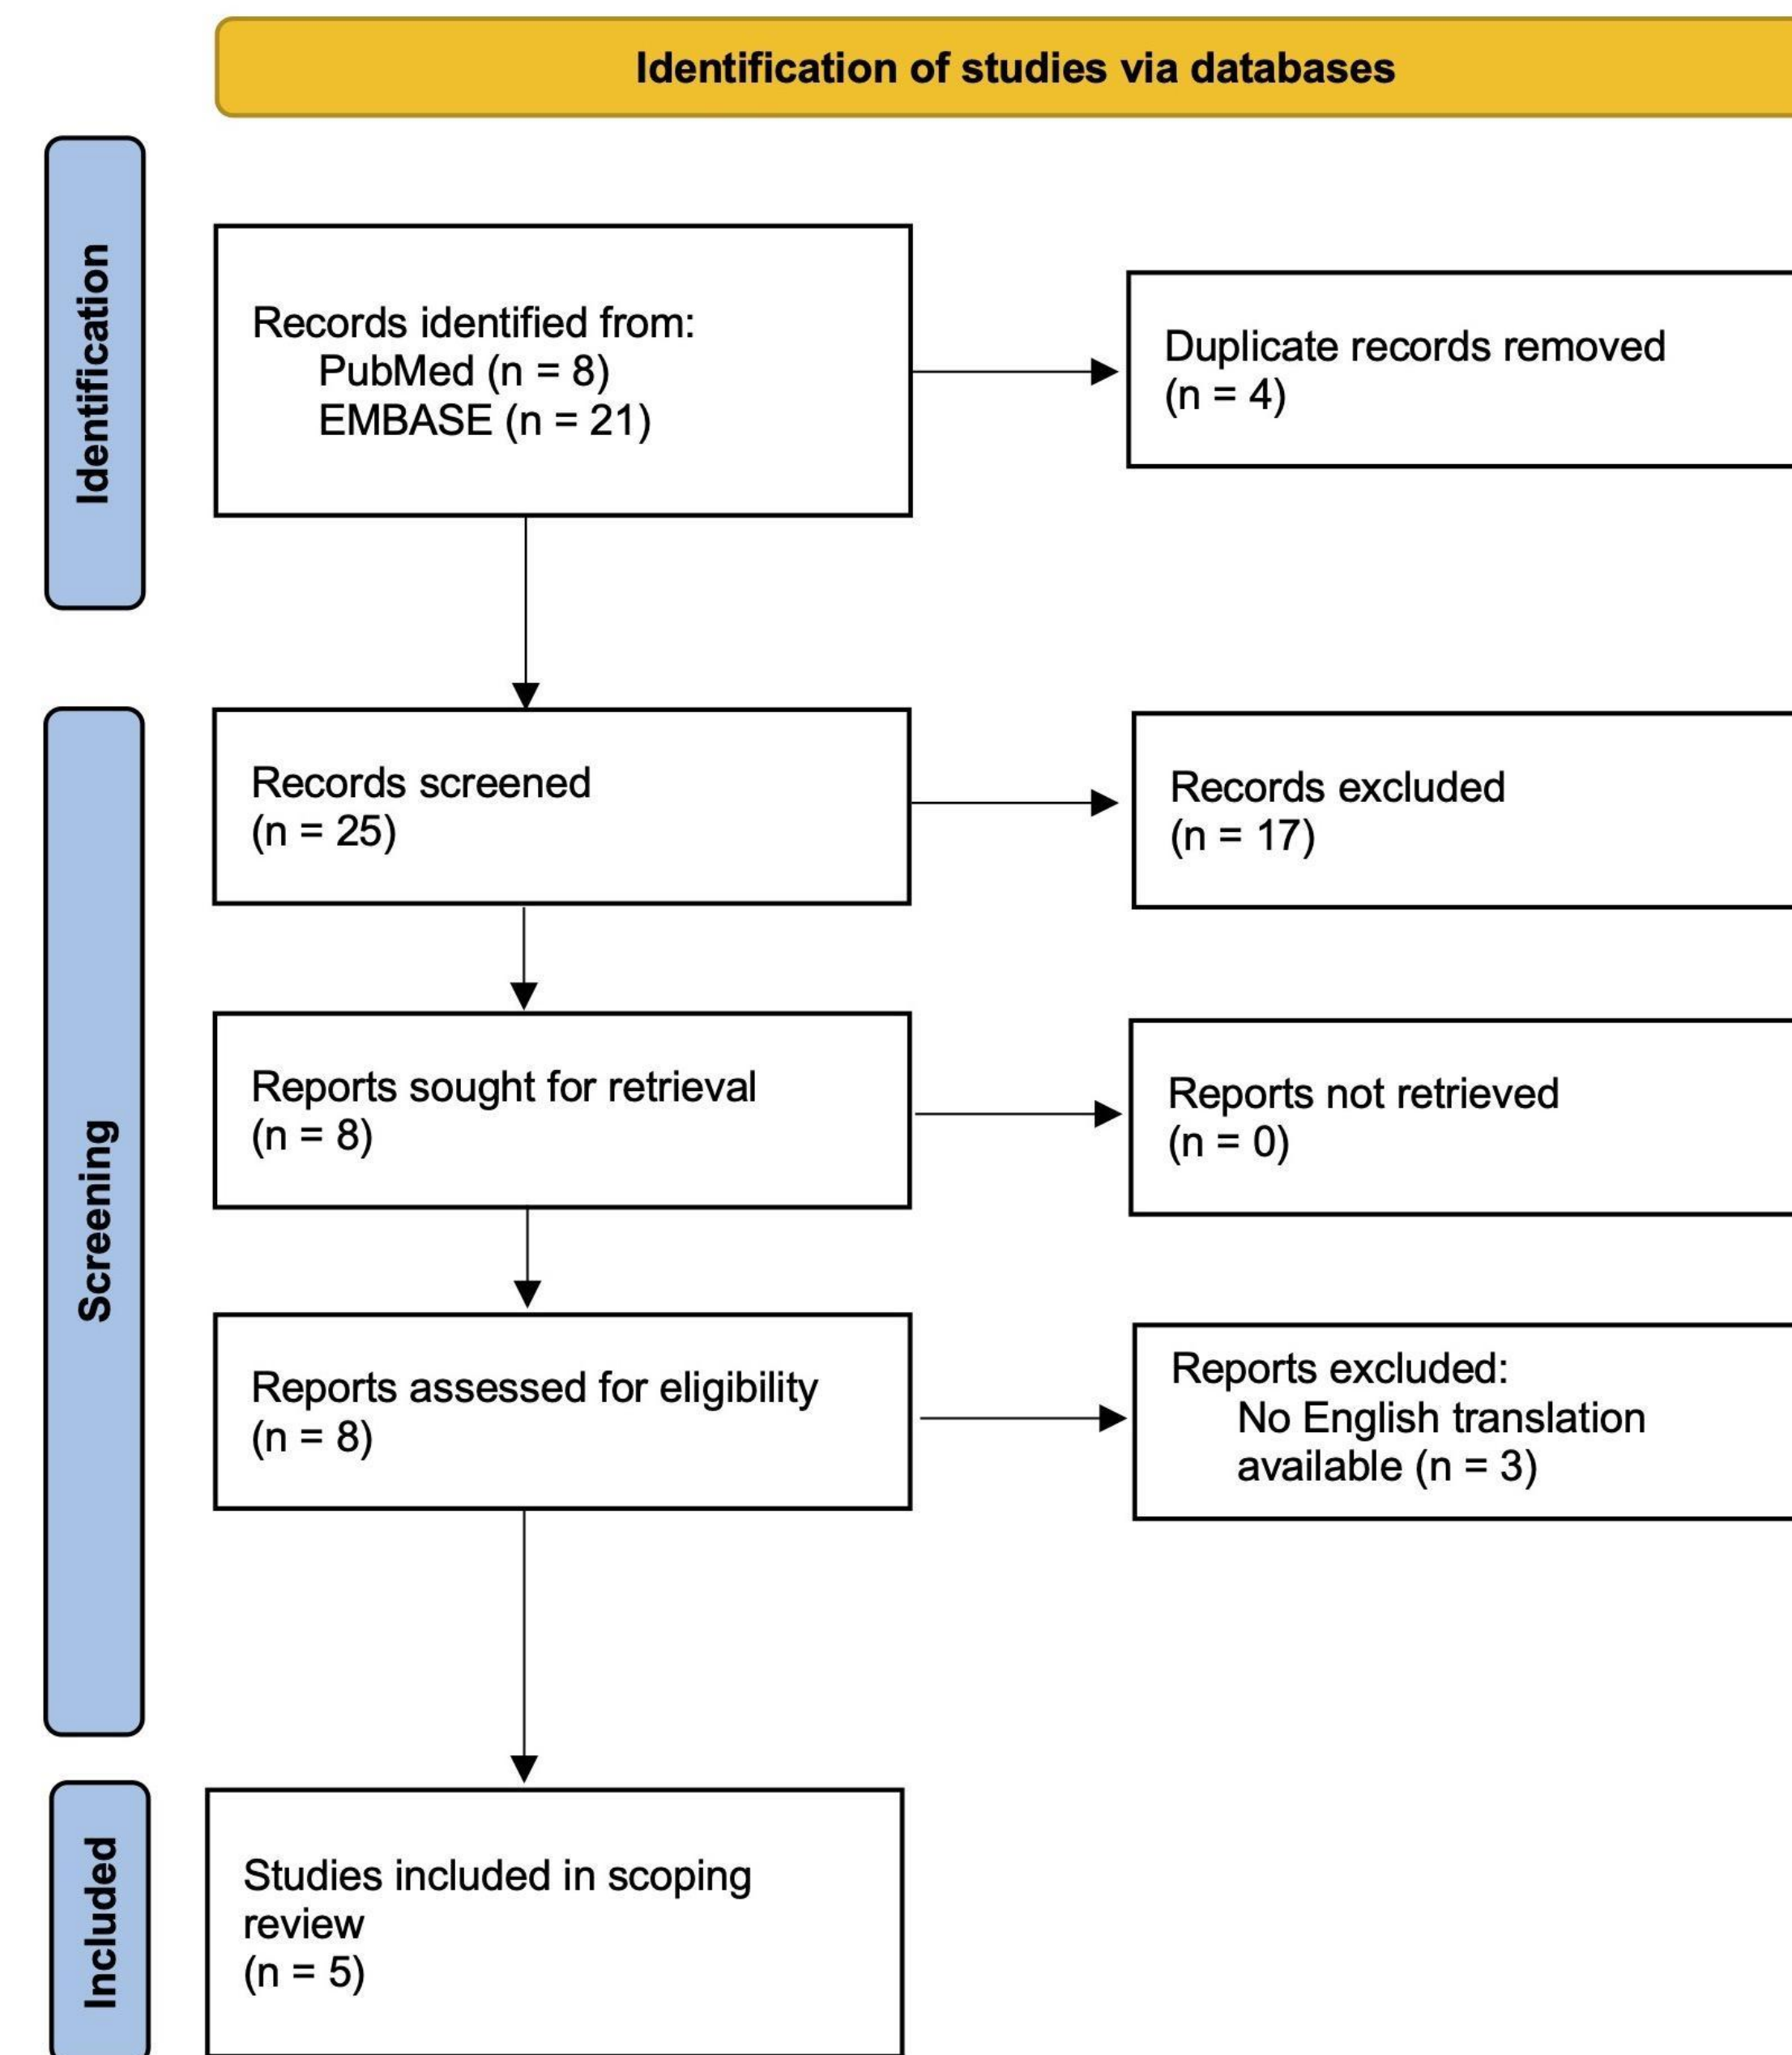 Identification of studies via databases
Identification
Records identified from:
PubMed (n = 8)
EMBASE (n = 21)
Duplicate records removed
(n = 4)
Screening
Records screened
(n = 25)
Records excluded
(n = 17)
Reports sought for retrieval
(n = 8)
Reports not retrieved
(n = 0)
Reports assessed for eligibility
(n = 8)
Reports excluded:
No English translation
available (n = 3)
Included
Studies included in scoping
review
(n = 5)